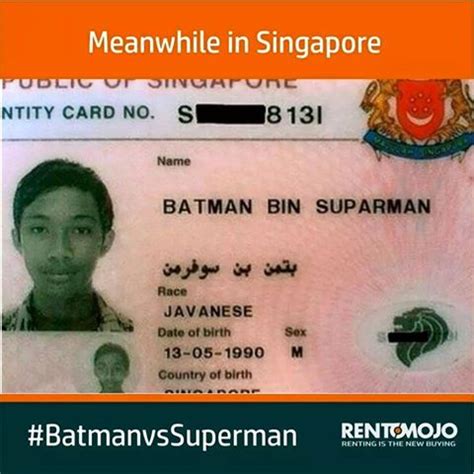 Meanwhile in Singapore
PUBLIC OF SINGAPORE
NTITY CARD NO. S 8131
Name
BATMAN BIN SUPARMAN
بتمن بن سوفرمن
Race
JAVANESE
Date of birth Sex
13-05-1990 M
Country of birth
SINGAPORE
#BatmanvsSuperman
RENTOMOJO
RENTING IS THE NEW BUYING